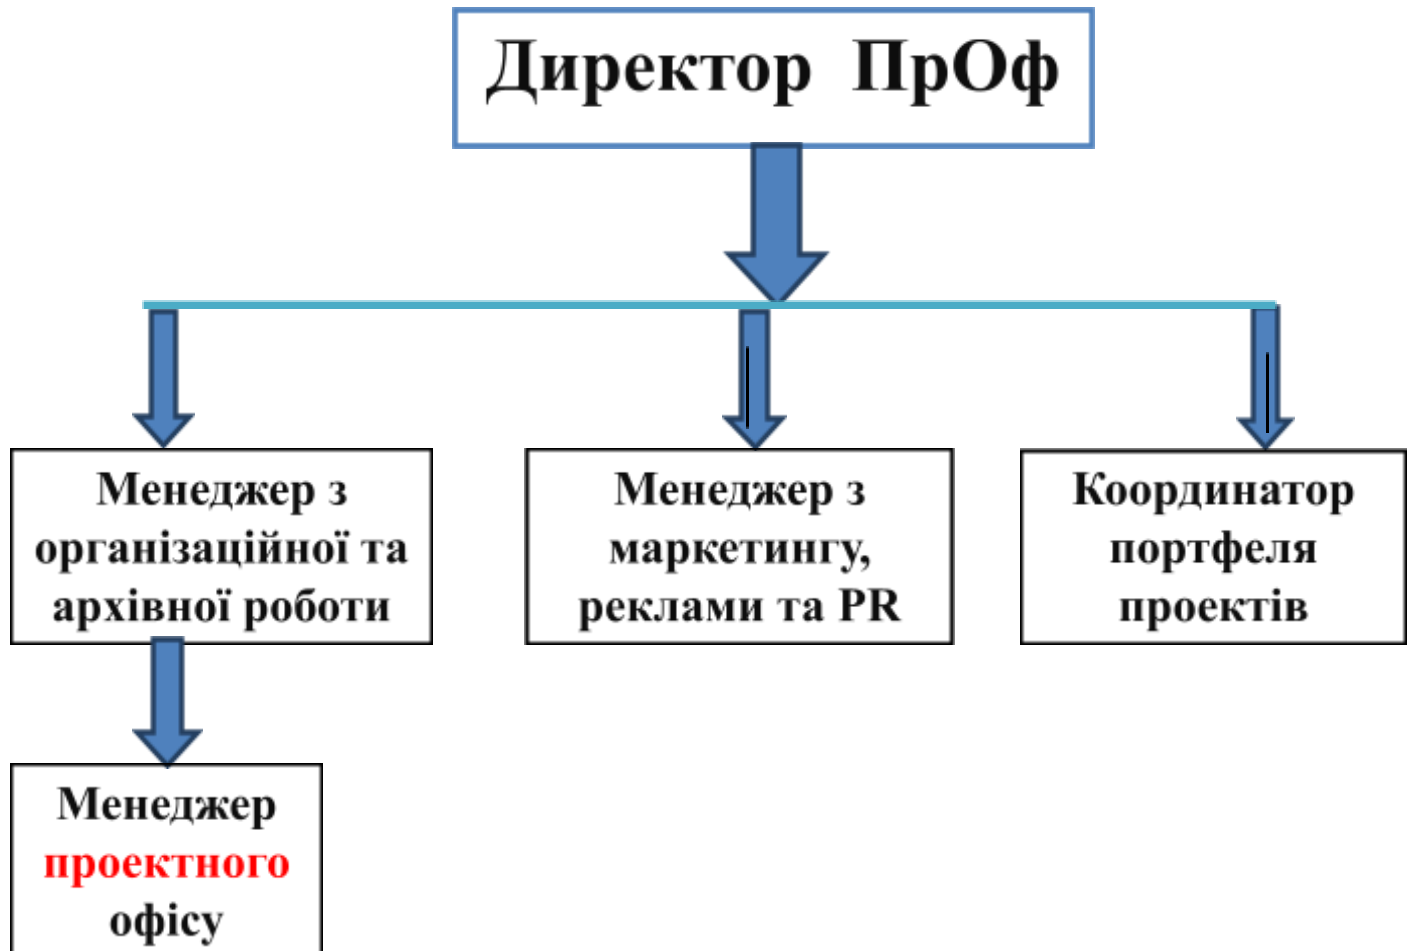 Директор ПрОф
Менеджер з
організаційної та
архівної роботи
Менеджер з
маркетингу,
реклами та PR
Координатор
портфеля
проектів
Менеджер
проектного
офісу